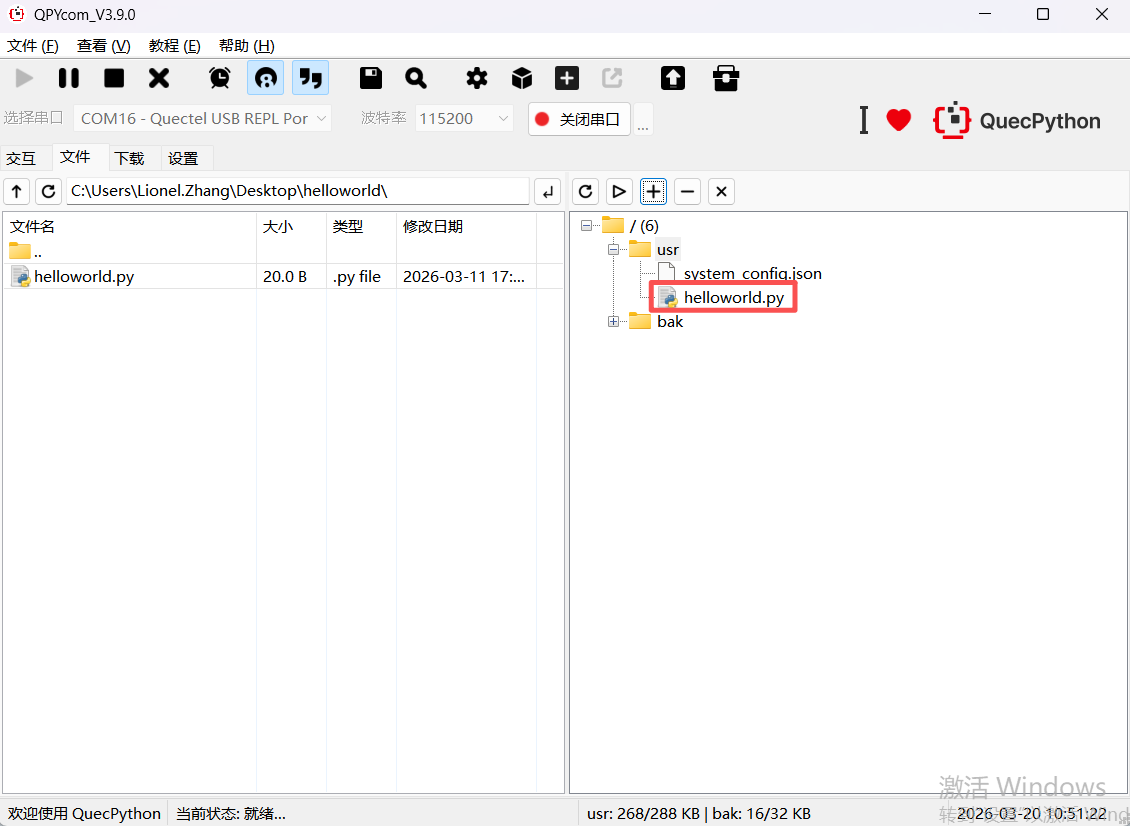 QPYcom_V3.9.0
文件 (F) 查看 (V) 教程 (E) 帮助 (H)
选择串口 COM16 - Quectel USB REPL Por 波特率 115200 关闭串口 ... QuecPython
交互 文件 下载 设置
C:\Users\Lionel.Zhang\Desktop\helloworld\
文件名 大小 类型 修改日期
..
helloworld.py 20.0 B .py file 2026-03-11 17:...
/ (6)
usr
system_config.json
helloworld.py
bak
激活 Windows
欢迎使用 QuecPython 当前状态: 就绪... usr: 268/288 KB | bak: 16/32 KB 2026-03-20 10:51:22